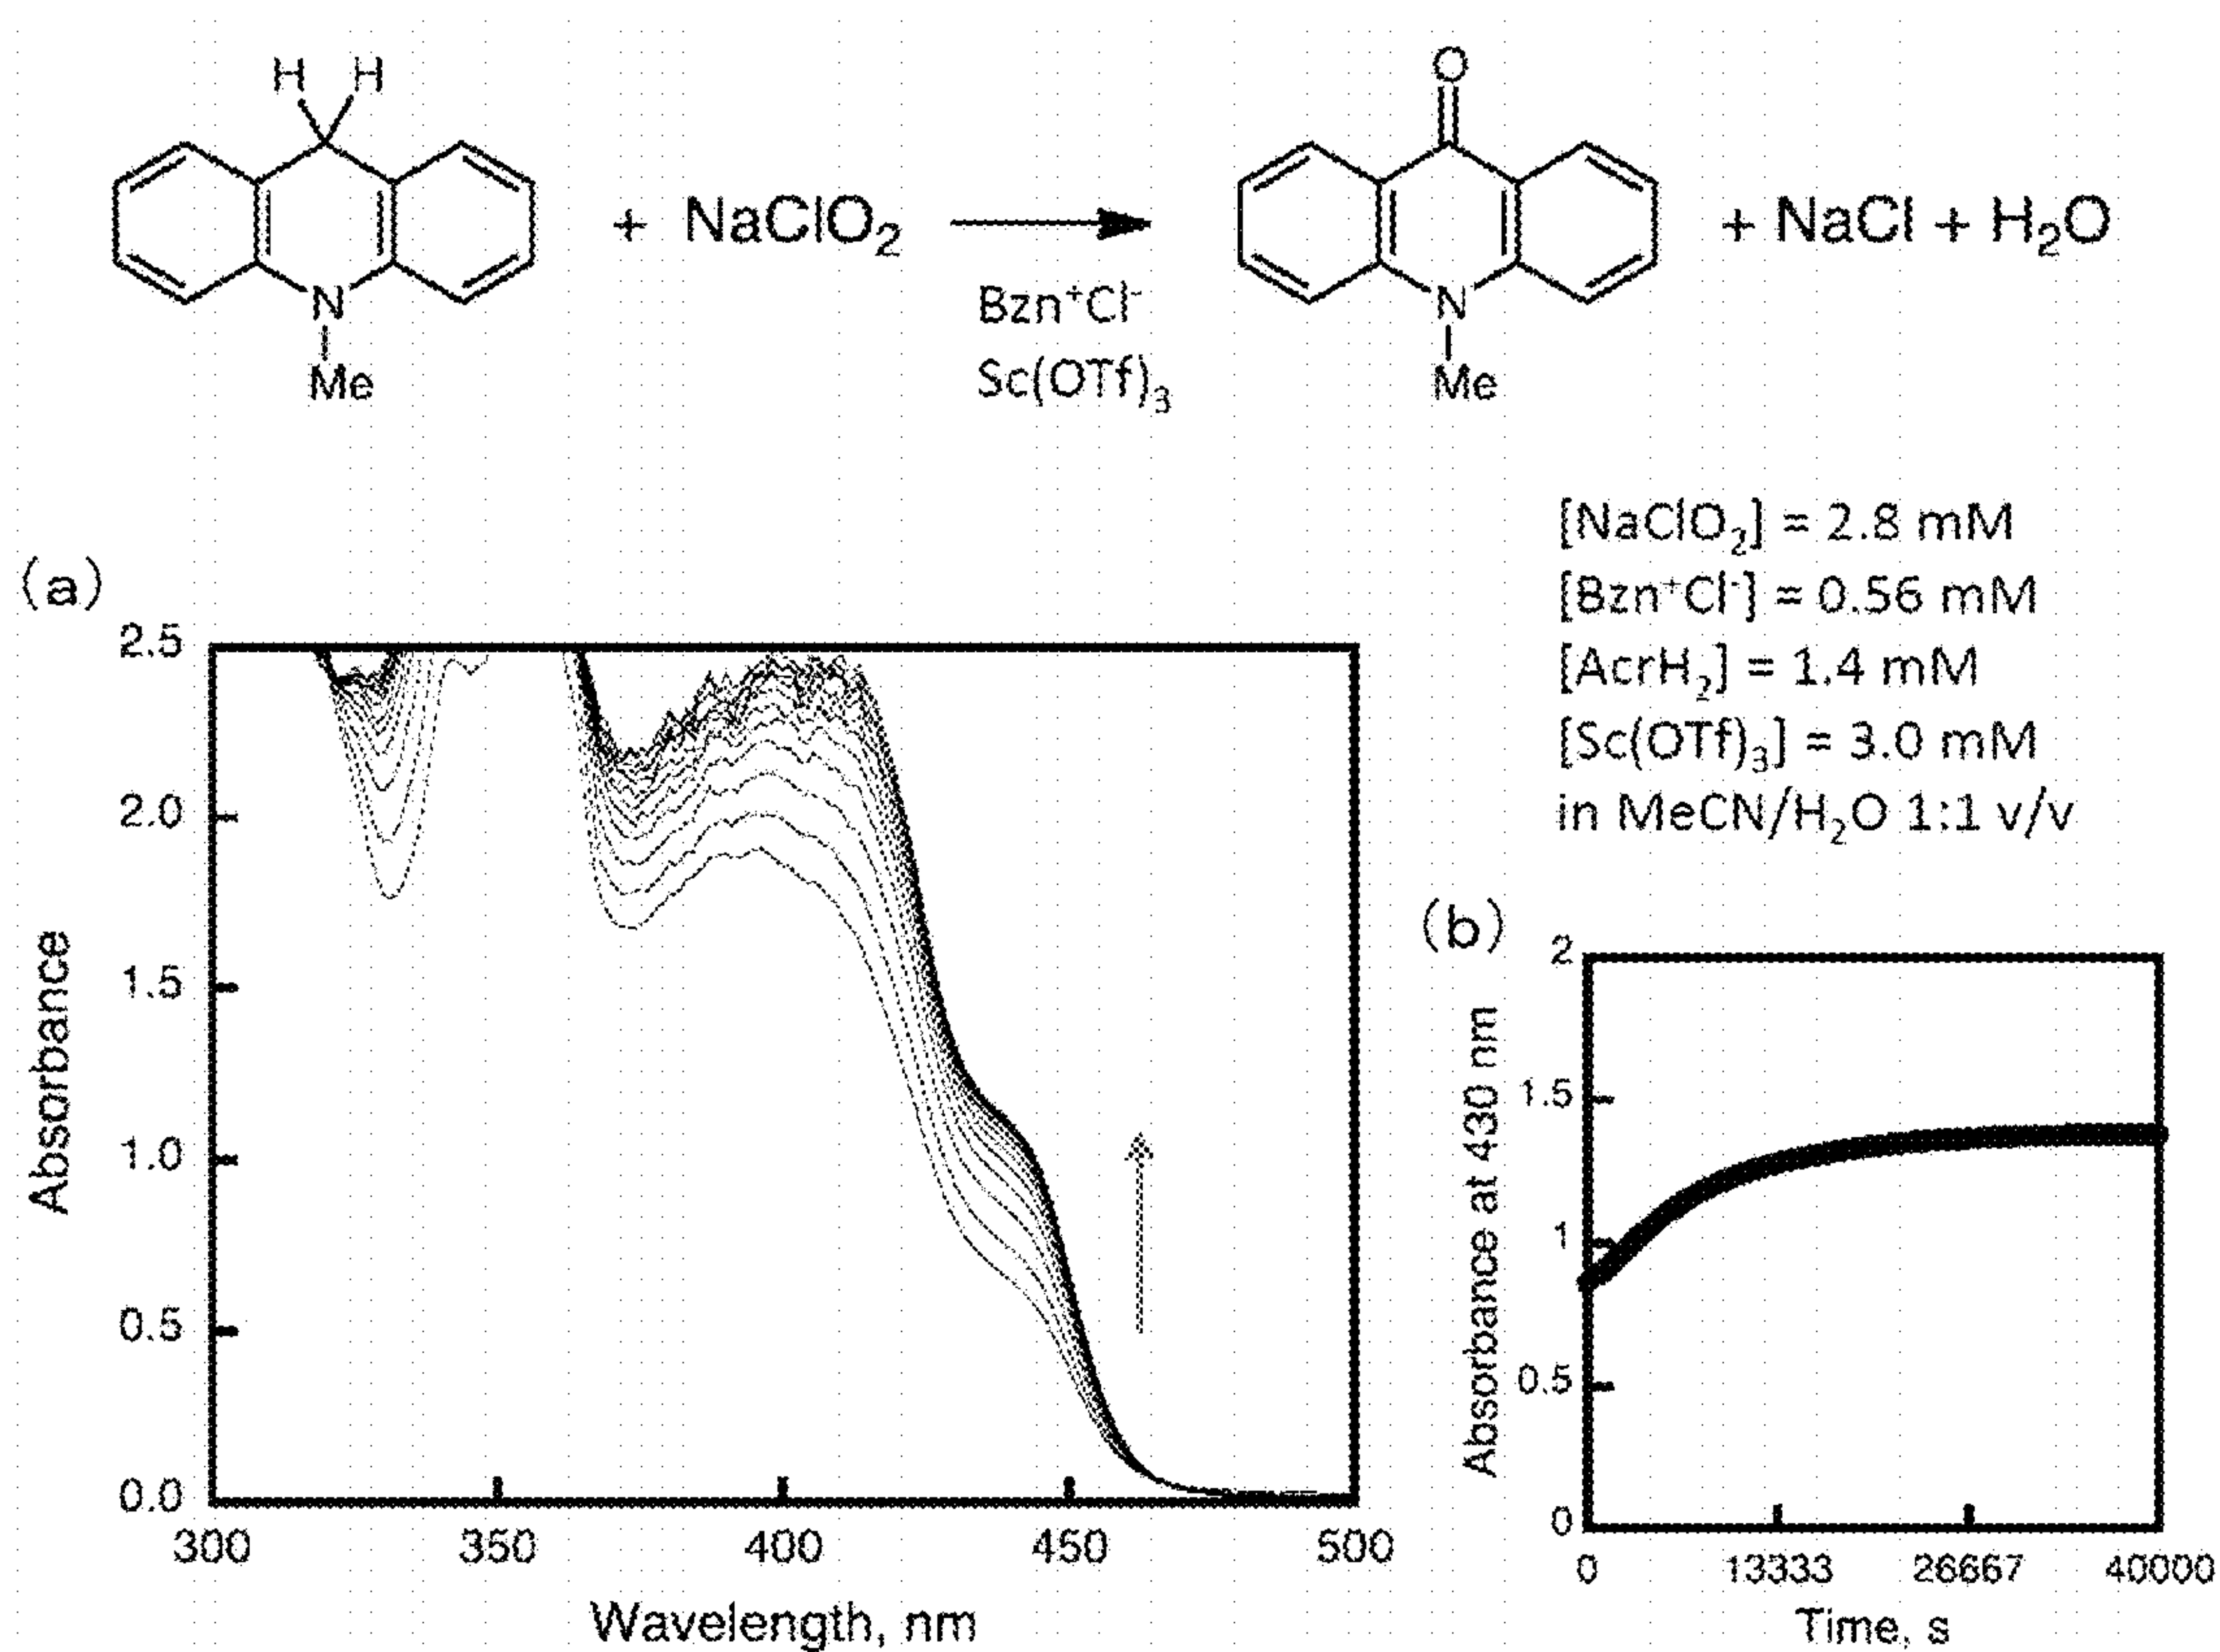 H H
N
Me
+ NaClO₂
Bzn⁺Cl⁻
Sc(OTf)₃
O
N
Me
+ NaCl + H₂O
[NaClO₂] = 2.8 mM
[Bzn⁺Cl⁻] = 0.56 mM
[AcrH₂] = 1.4 mM
[Sc(OTf)₃] = 3.0 mM
in MeCN/H₂O 1:1 v/v
(a)
2.5
2.0
1.5
1.0
0.5
0.0
Absorbance
300 350 400 450 500
Wavelength, nm
(b)
2
1.5
1
0.5
0
Absorbance at 430 nm
0 13333 26667 40000
Time, s